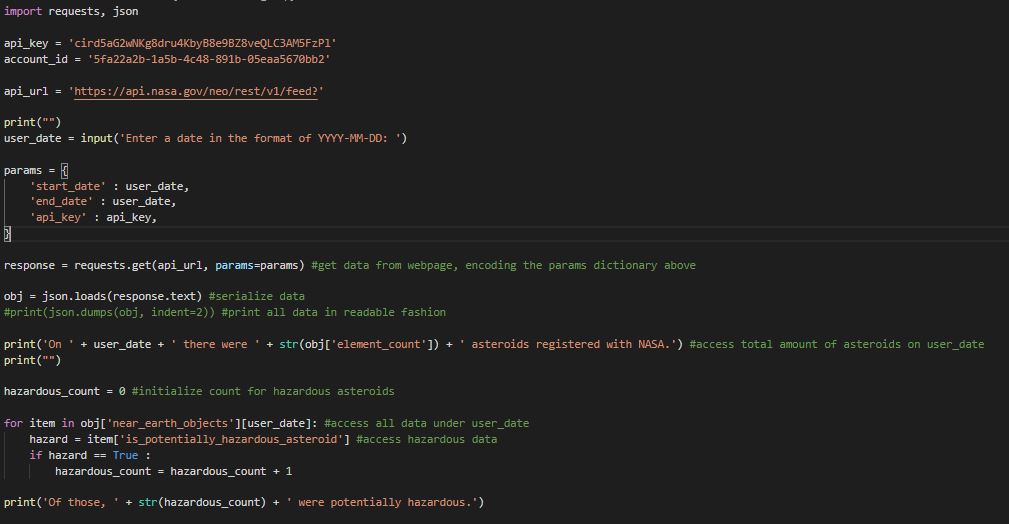 import requests, json
api_key = 'cird5aG2wNKg8dru4KbyB8e9BZ8veQLC3AM5FzPl'
account_id = '5fa22a2b-1a5b-4c48-891b-05eaa5670bb2'
api_url = 'https://api.nasa.gov/neo/rest/v1/feed?'
print("")
user_date = input('Enter a date in the format of YYYY-MM-DD: ')
params = {
    'start_date' : user_date,
    'end_date' : user_date,
    'api_key' : api_key,
}
response = requests.get(api_url, params=params) #get data from webpage, encoding the params dictionary above
obj = json.loads(response.text) #serialize data
#print(json.dumps(obj, indent=2)) #print all data in readable fashion
print('On ' + user_date + ' there were ' + str(obj['element_count']) + ' asteroids registered with NASA.') #access total amount of asteroids on user_date
print("")
hazardous_count = 0 #initialize count for hazardous asteroids
for item in obj['near_earth_objects'][user_date]: #access all data under user_date
    hazard = item['is_potentially_hazardous_asteroid'] #access hazardous data
    if hazard == True :
        hazardous_count = hazardous_count + 1
print('Of those, ' + str(hazardous_count) + ' were potentially hazardous.')